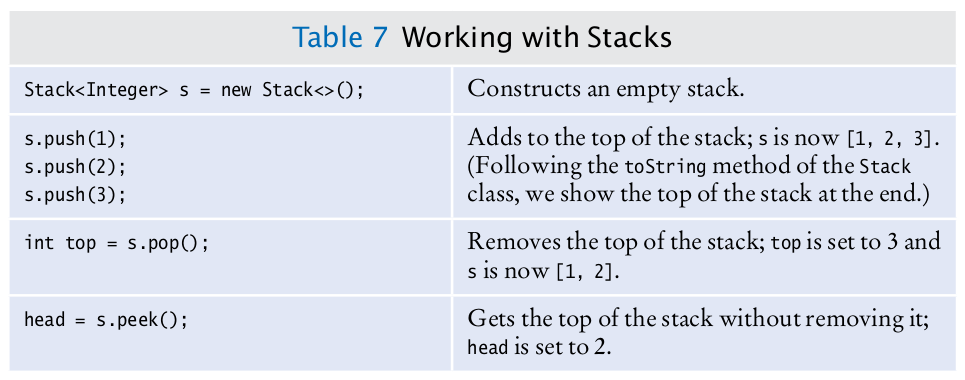 Table 7 Working with Stacks
Stack<Integer> s = new Stack<>();
Constructs an empty stack.
s.push(1);
s.push(2);
s.push(3);
Adds to the top of the stack; s is now [1, 2, 3].
(Following the toString method of the Stack
class, we show the top of the stack at the end.)
int top = s.pop();
Removes the top of the stack; top is set to 3 and
s is now [1, 2].
head = s.peek();
Gets the top of the stack without removing it;
head is set to 2.